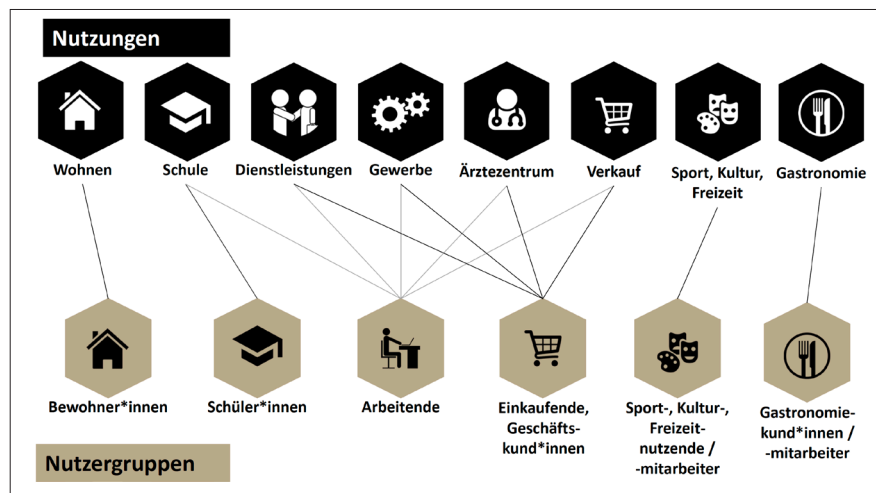 Nutzungen
Wohnen
Schule
Dienstleistungen
Gewerbe
Ärztezentrum
Verkauf
Sport, Kultur,
Freizeit
Gastronomie
Bewohner*innen
Schüler*innen
Arbeitende
Einkaufende,
Geschäfts-
kund*innen
Sport-, Kultur-,
Freizeit-
nutzende /
-mitarbeiter
Gastronomie-
kund*innen /
-mitarbeiter
Nutzergruppen